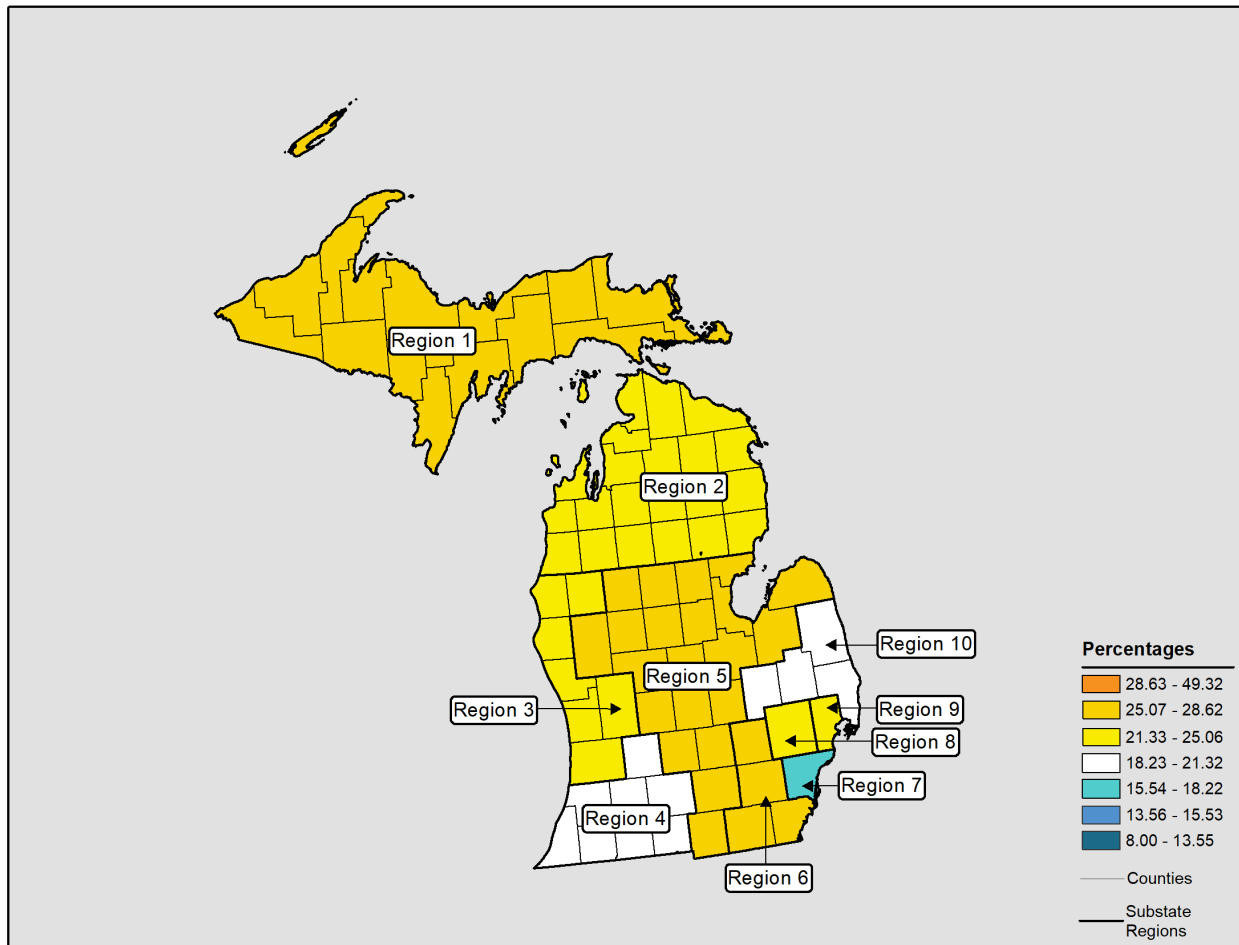 Region 1
Region 2
Region 10
Region 5
Region 3
Region 9
Region 8
Region 7
Region 4
Region 6
Percentages
28.63 - 49.32
25.07 - 28.62
21.33 - 25.06
18.23 - 21.32
15.54 - 18.22
13.56 - 15.53
8.00 - 13.55
Counties
Substate
Regions